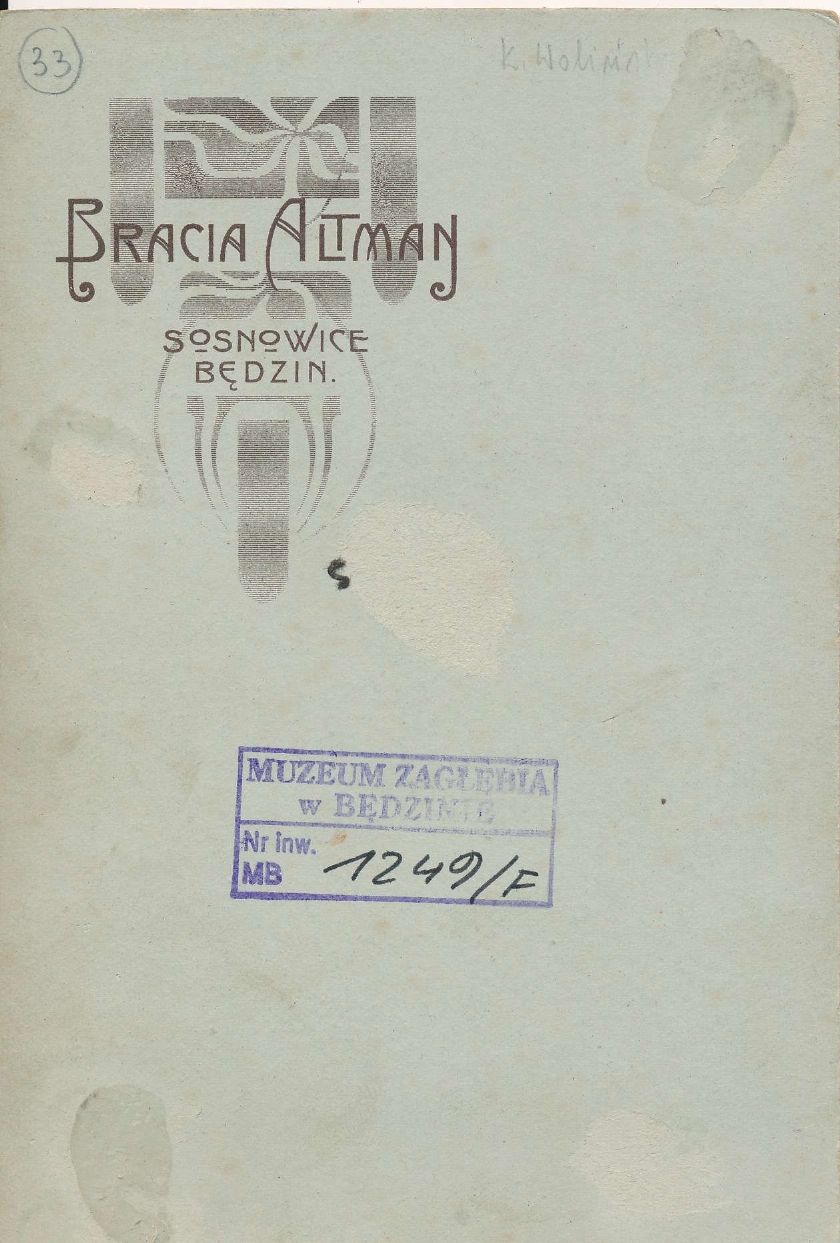 33
BRACIA ALTMAN
SOSNOWICE
BĘDZIN.
S
MUZEUM ZAGŁĘBIA
w BĘDZINIE
Nr inw.
MB 1249/F